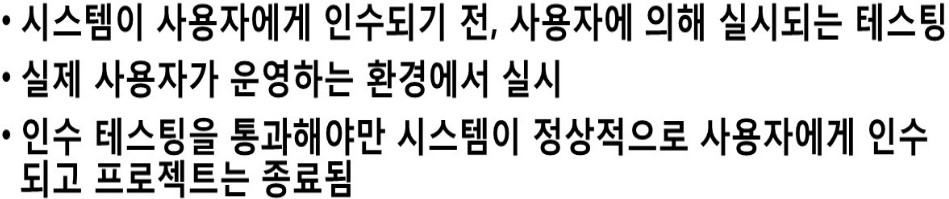 • 시스템이 사용자에게 인수되기 전, 사용자에 의해 실시되는 테스팅
• 실제 사용자가 운영하는 환경에서 실시
• 인수 테스팅을 통과해야만 시스템이 정상적으로 사용자에게 인수
되고 프로젝트는 종료됨